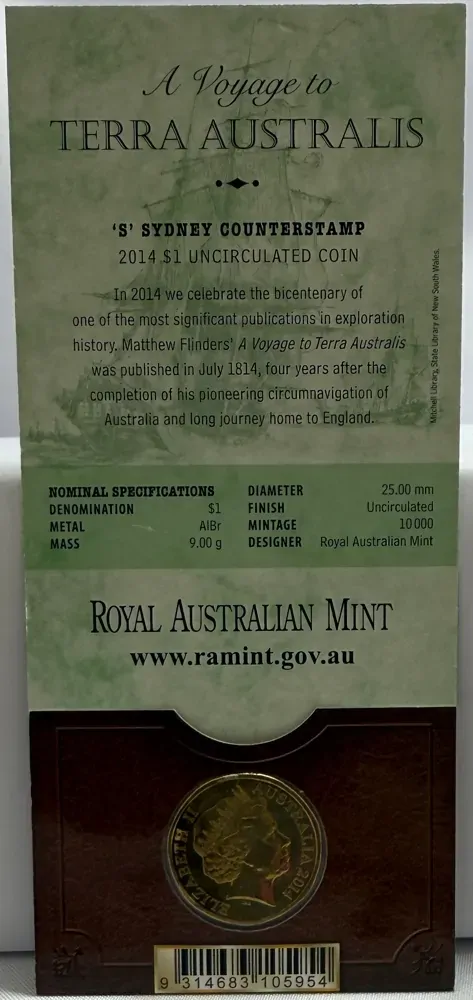 A Voyage to
TERRA AUSTRALIS
‘S’ SYDNEY COUNTERSTAMP
2014 $1 UNCIRCULATED COIN
In 2014 we celebrate the bicentenary of
one of the most significant publications in exploration
history. Matthew Flinders' A Voyage to Terra Australis
was published in July 1814, four years after the
completion of his pioneering circumnavigation of
Australia and long journey home to England.
Mitchell Library, State Library of New South Wales.
NOMINAL SPECIFICATIONS
DENOMINATION $1
METAL AlBr
MASS 9.00 g
DIAMETER 25.00 mm
FINISH Uncirculated
MINTAGE 10 000
DESIGNER Royal Australian Mint
ROYAL AUSTRALIAN MINT
www.ramint.gov.au
ELIZABETH II AUSTRALIA 2014
9 314683 105954